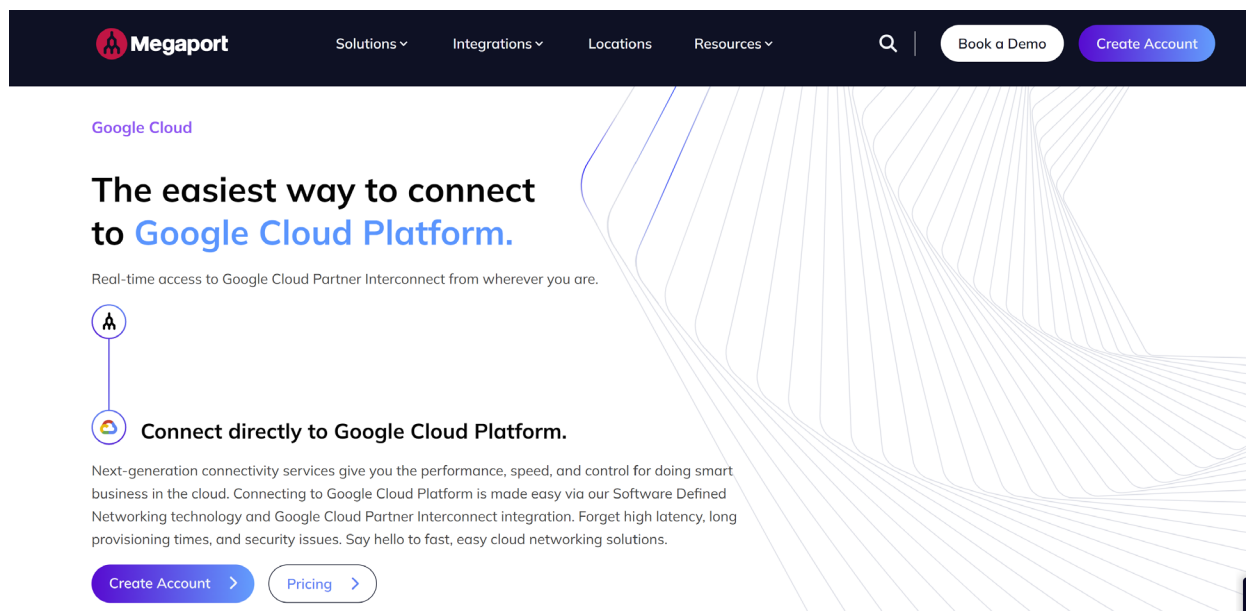 Megaport
Solutions
Integrations
Locations
Resources
Book a Demo
Create Account
Google Cloud
The easiest way to connect
to Google Cloud Platform.
Real-time access to Google Cloud Partner Interconnect from wherever you are.
Connect directly to Google Cloud Platform.
Next-generation connectivity services give you the performance, speed, and control for doing smart
business in the cloud. Connecting to Google Cloud Platform is made easy via our Software Defined
Networking technology and Google Cloud Partner Interconnect integration. Forget high latency, long
provisioning times, and security issues. Say hello to fast, easy cloud networking solutions.
Create Account
Pricing